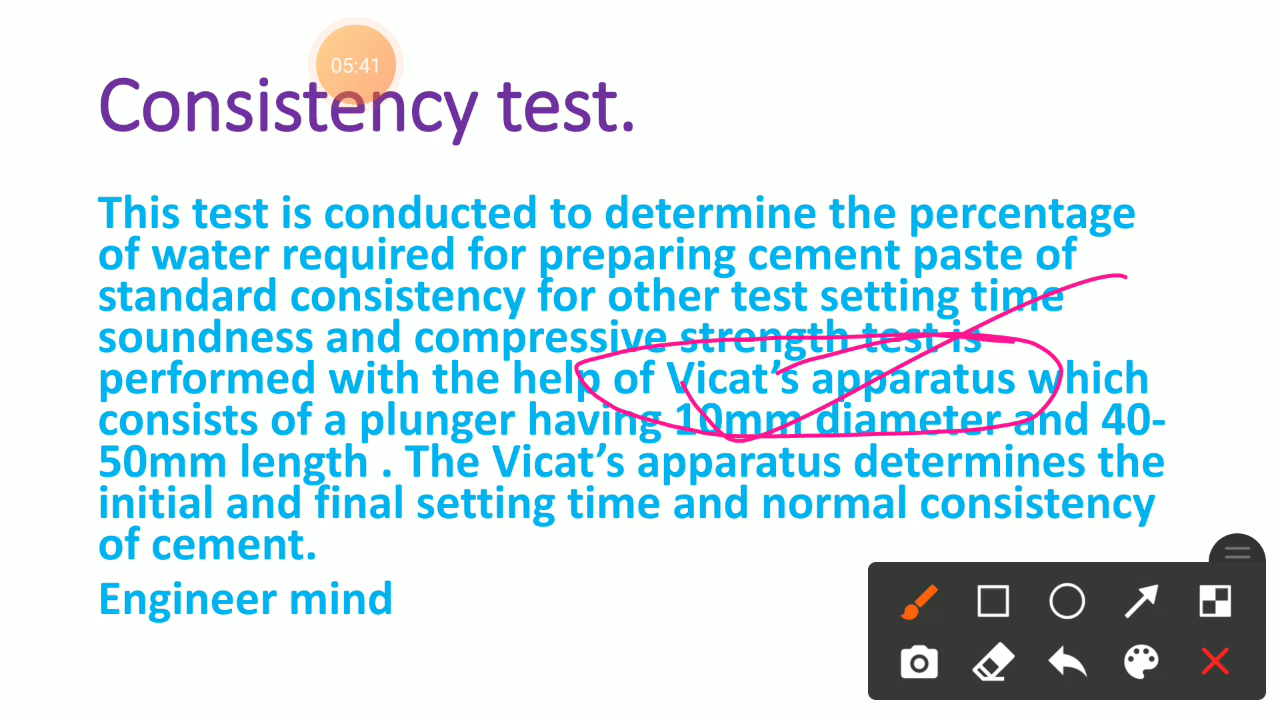 05:41
Consistency test.
This test is conducted to determine the percentage
of water required for preparing cement paste of
standard consistency for other test setting time
soundness and compressive strength test is
performed with the help of Vicat's apparatus which
consists of a plunger having 10mm diameter and 40-
50mm length . The Vicat's apparatus determines the
initial and final setting time and normal consistency
of cement.
Engineer mind